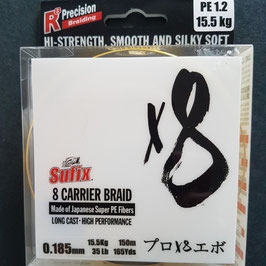 R8 Precision
Braiding
PE 1.2
15.5 kg
HI-STRENGTH, SMOOTH AND SILKY SOFT
x8
Sufix
8 CARRIER BRAID
Made of Japanese Super PE Fibers
LONG CAST · HIGH PERFORMANCE
0.185mm
15.5Kg 150m
35 Lb 165Yds
プロX8エボ